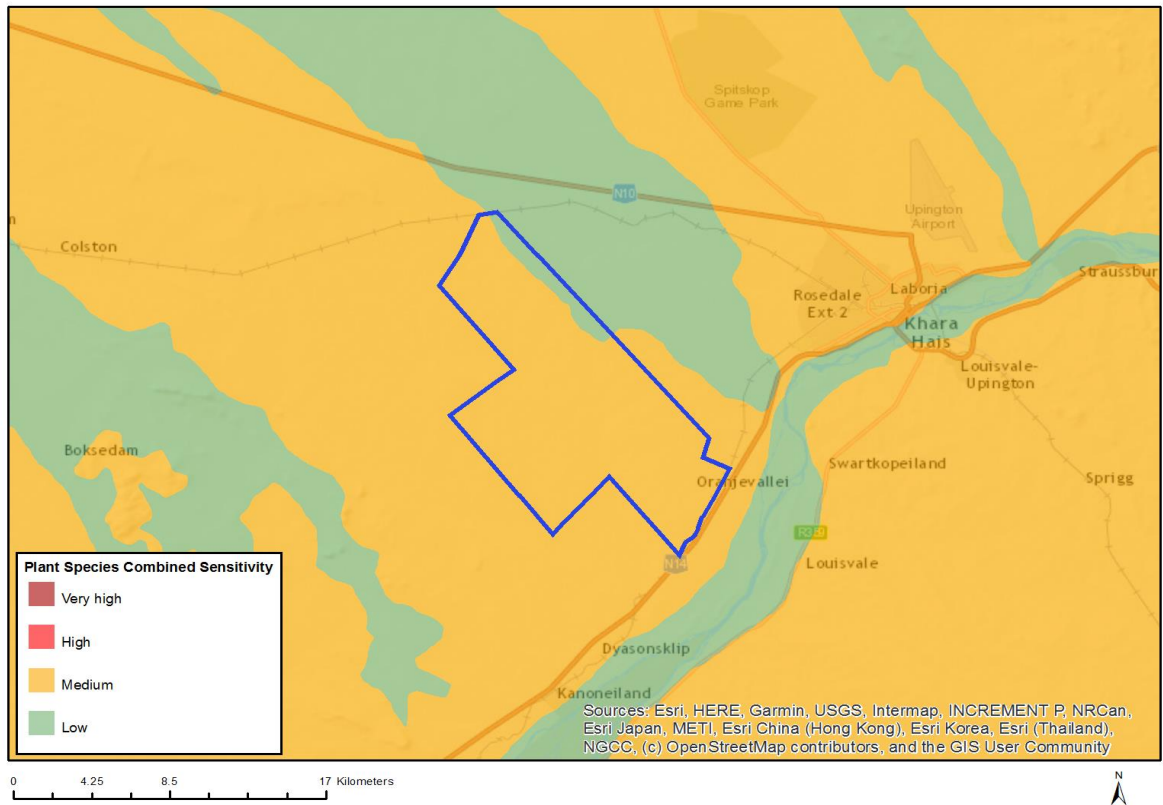 Spitskop
Game Park
N10
Upington
Airport
n
Colston
Straussbur
Rosedale
Ext 2
Laboria
Khara
Hais
Louisvale-
Upington
Boksedam
Swartkopeiland
Oranjevallei
Sprigg
N14
Louisvale
Dyasonsklip
Kanoneiland
Plant Species Combined Sensitivity
Very high
High
Medium
Low
Sources: Esri, HERE, Garmin, USGS, Intermap, INCREMENT P, NRCan,
Esri Japan, METI, Esri China (Hong Kong), Esri Korea, Esri (Thailand),
NGCC, (c) OpenStreetMap contributors, and the GIS User Community
0 4.25 8.5 17 Kilometers
N